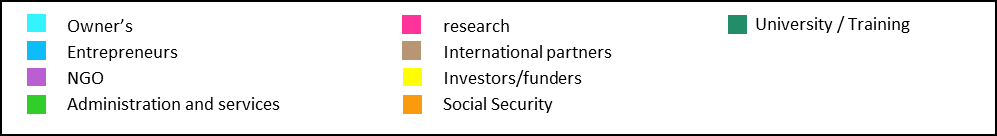 Owner's
Entrepreneurs
NGO
Administration and services
research
International partners
Investors/funders
Social Security
University / Training